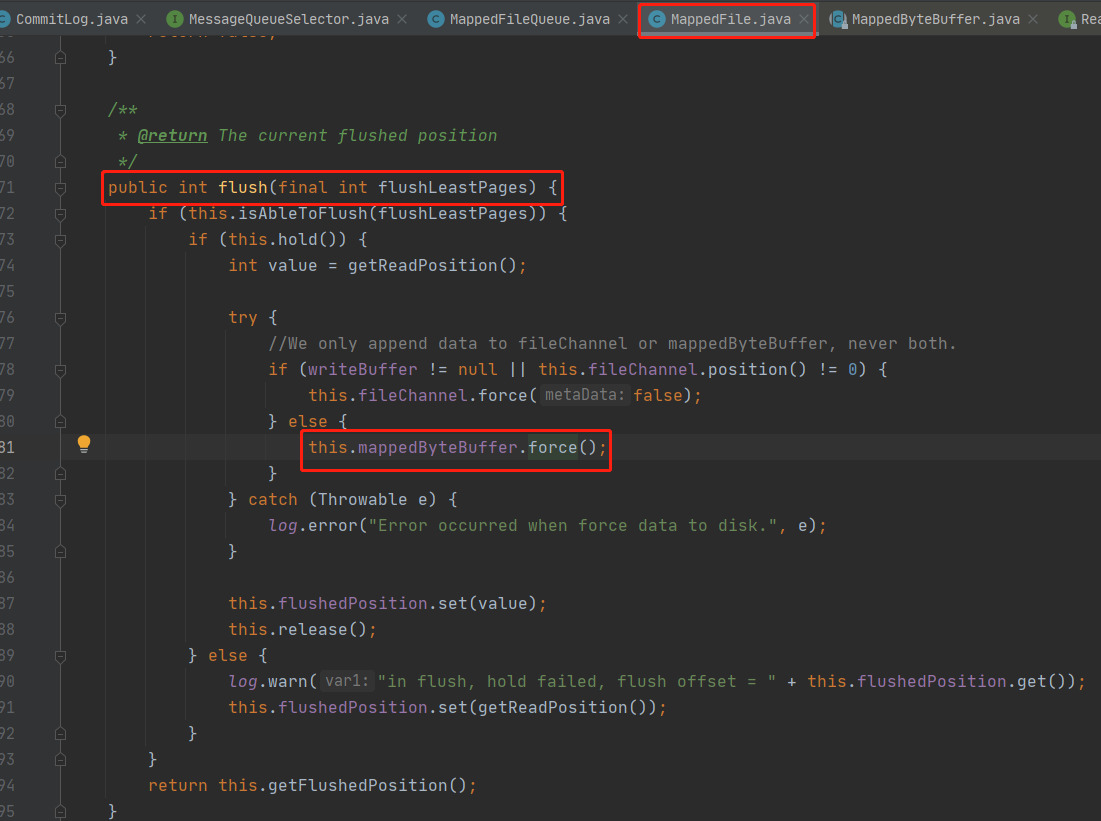 CommitLog.java MessageQueueSelector.java MappedFileQueue.java MappedFile.java MappedByteBuffer.java Rea
66 }
67
68 /**
69 * @return The current flushed position
70 */
71 public int flush(final int flushLeastPages) {
72 if (this.isAbleToFlush(flushLeastPages)) {
73 if (this.hold()) {
74 int value = getReadPosition();
75
76 try {
77 //We only append data to fileChannel or mappedByteBuffer, never both.
78 if (writeBuffer != null || this.fileChannel.position() != 0) {
79 this.fileChannel.force( metaData: false);
80 } else {
81 this.mappedByteBuffer.force();
82 }
83 } catch (Throwable e) {
84 log.error("Error occurred when force data to disk.", e);
85 }
86
87 this.flushedPosition.set(value);
88 this.release();
89 } else {
90 log.warn( var1: "in flush, hold failed, flush offset = " + this.flushedPosition.get());
91 this.flushedPosition.set(getReadPosition());
92 }
93 }
94 return this.getFlushedPosition();
95 }